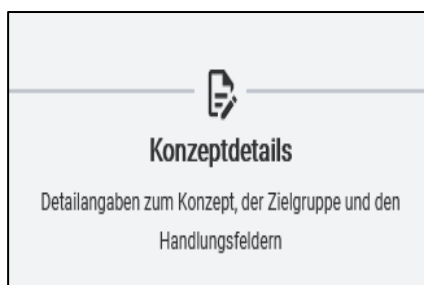 Konzeptdetails
Detailangaben zum Konzept, der Zielgruppe und den
Handlungsfeldern